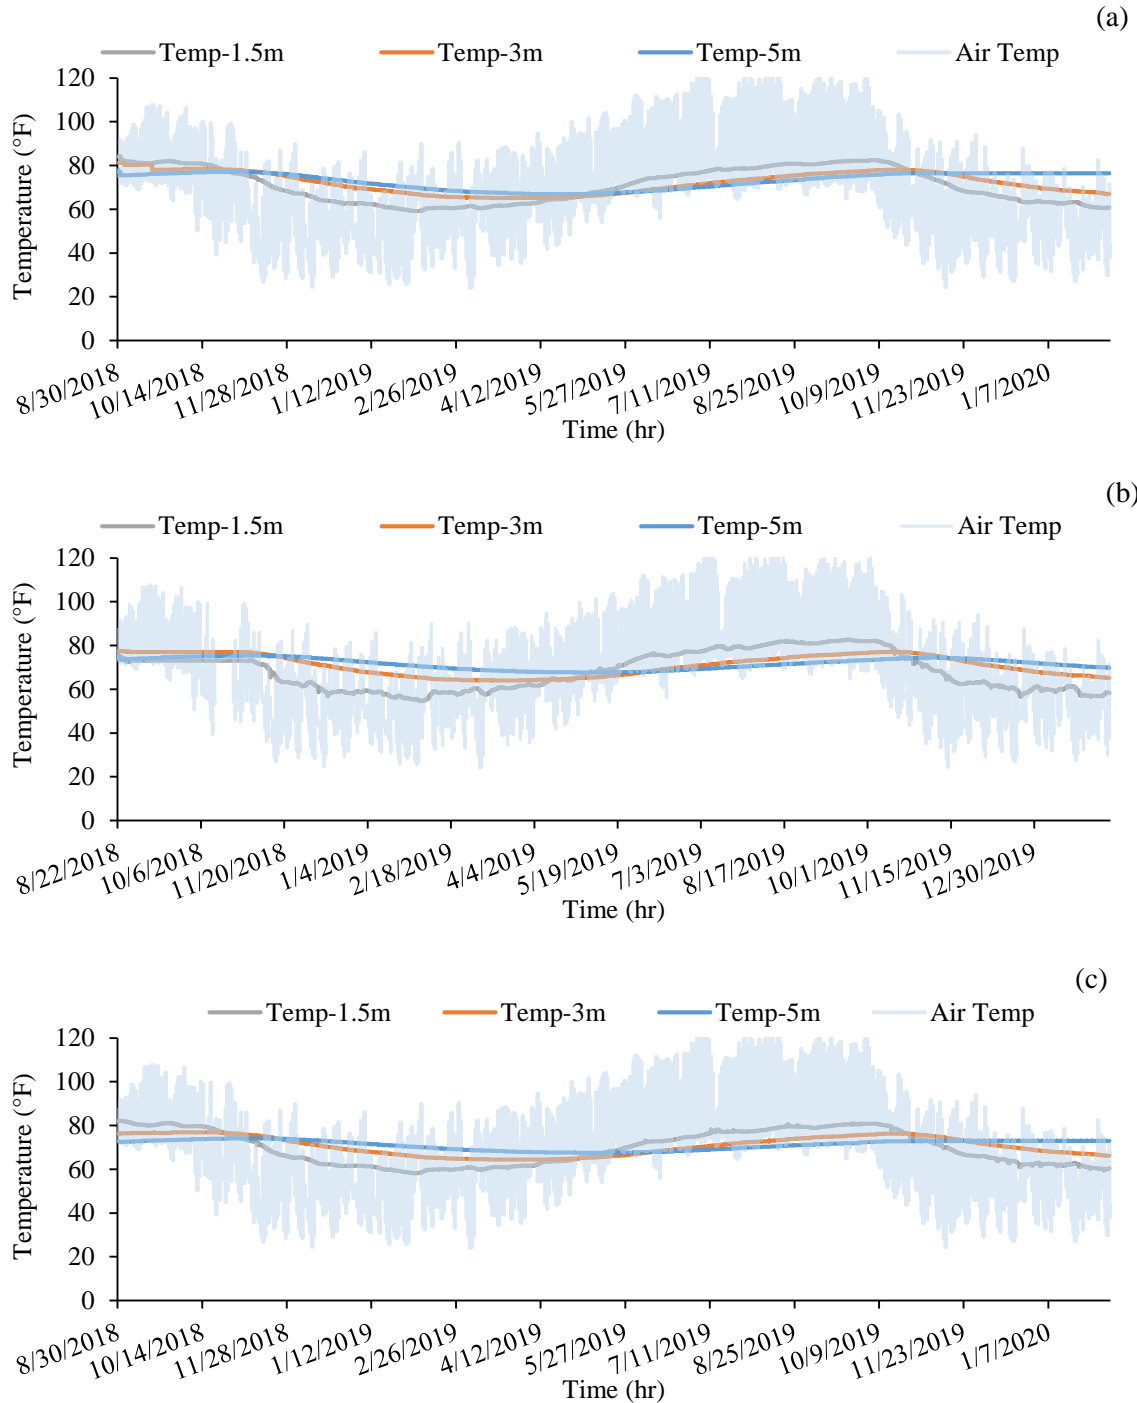 (a)
Temp-1.5m Temp-3m Temp-5m Air Temp
120
100
80
60
40
20
0
Temperature (°F)
8/30/2018 10/14/2018 11/28/2018 1/12/2019 2/26/2019 4/12/2019 5/27/2019 7/11/2019 8/25/2019 10/9/2019 11/23/2019 1/7/2020
Time (hr)
(b)
Temp-1.5m Temp-3m Temp-5m Air Temp
120
100
80
60
40
20
0
Temperature (°F)
8/22/2018 10/6/2018 11/20/2018 1/4/2019 2/18/2019 4/4/2019 5/19/2019 7/3/2019 8/17/2019 10/1/2019 11/15/2019 12/30/2019
Time (hr)
(c)
Temp-1.5m Temp-3m Temp-5m Air Temp
120
100
80
60
40
20
0
Temperature (°F)
8/30/2018 10/14/2018 11/28/2018 1/12/2019 2/26/2019 4/12/2019 5/27/2019 7/11/2019 8/25/2019 10/9/2019 11/23/2019 1/7/2020
Time (hr)